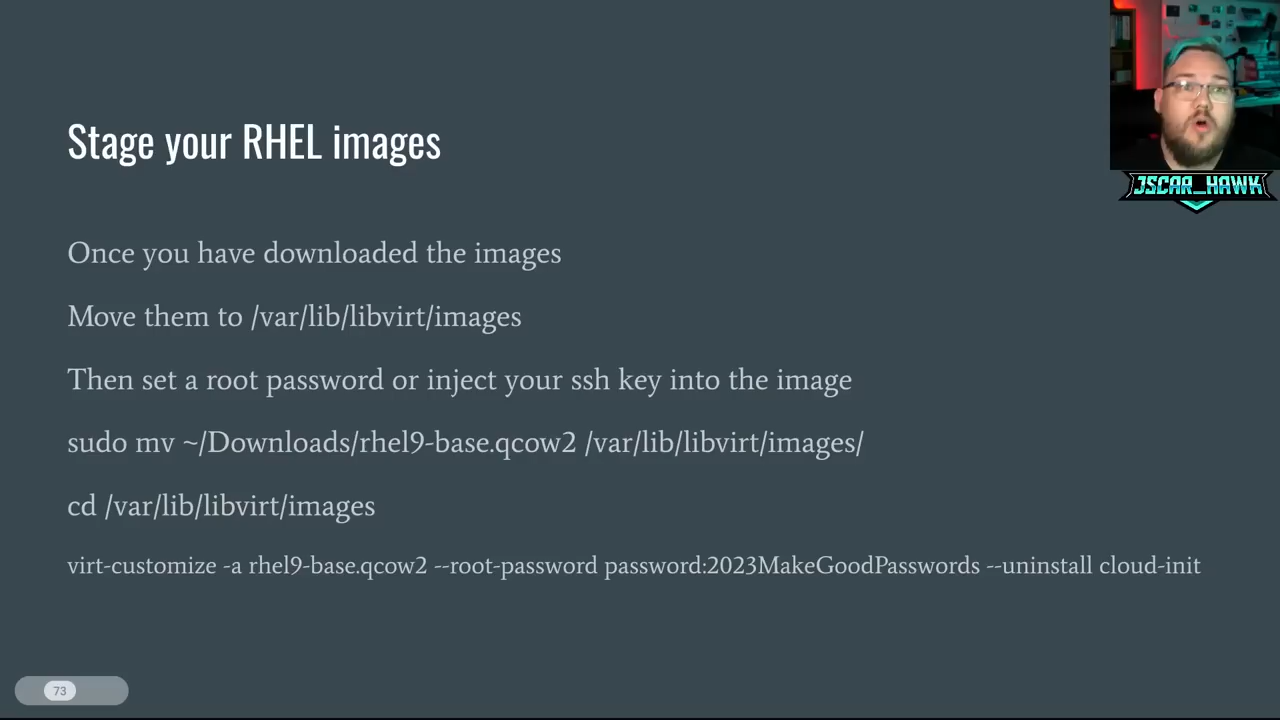 Stage your RHEL images
JSCAR_HAWK
Once you have downloaded the images
Move them to /var/lib/libvirt/images
Then set a root password or inject your ssh key into the image
sudo mv ~/Downloads/rhel9-base.qcow2 /var/lib/libvirt/images/
cd /var/lib/libvirt/images
virt-customize -a rhel9-base.qcow2 --root-password password:2023MakeGoodPasswords --uninstall cloud-init
73